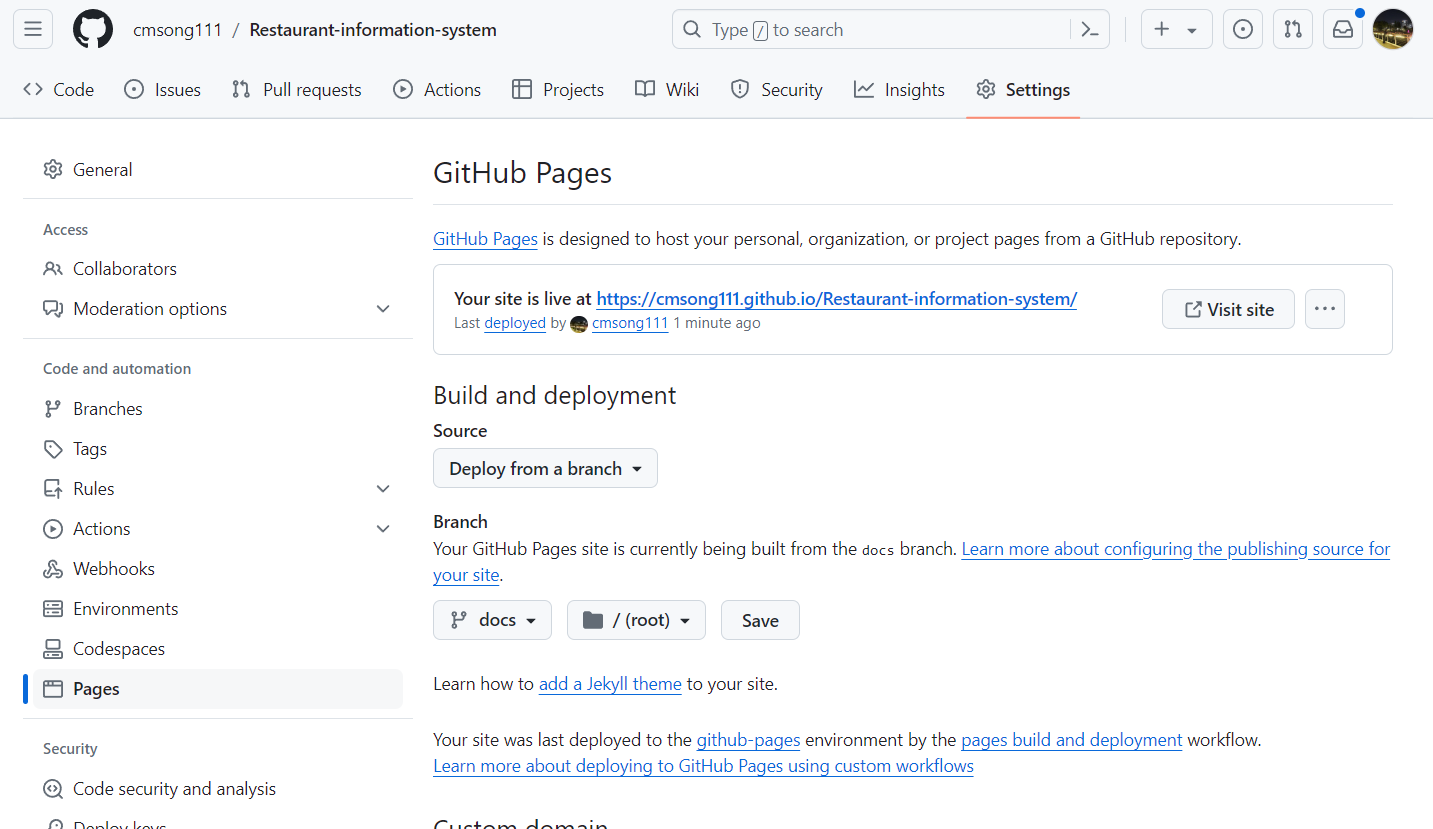 cmsong111 / Restaurant-information-system
Type / to search
Code
Issues
Pull requests
Actions
Projects
Wiki
Security
Insights
Settings
General
Access
Collaborators
Moderation options
Code and automation
Branches
Tags
Rules
Actions
Webhooks
Environments
Codespaces
Pages
Security
Code security and analysis
Deploy keys
GitHub Pages
GitHub Pages is designed to host your personal, organization, or project pages from a GitHub repository.
Your site is live at https://cmsong111.github.io/Restaurant-information-system/
Last deployed by cmsong111 1 minute ago
Visit site
Build and deployment
Source
Deploy from a branch
Branch
Your GitHub Pages site is currently being built from the docs branch. Learn more about configuring the publishing source for
your site.
docs
/ (root)
Save
Learn how to add a Jekyll theme to your site.
Your site was last deployed to the github-pages environment by the pages build and deployment workflow.
Learn more about deploying to GitHub Pages using custom workflows
Custom domain